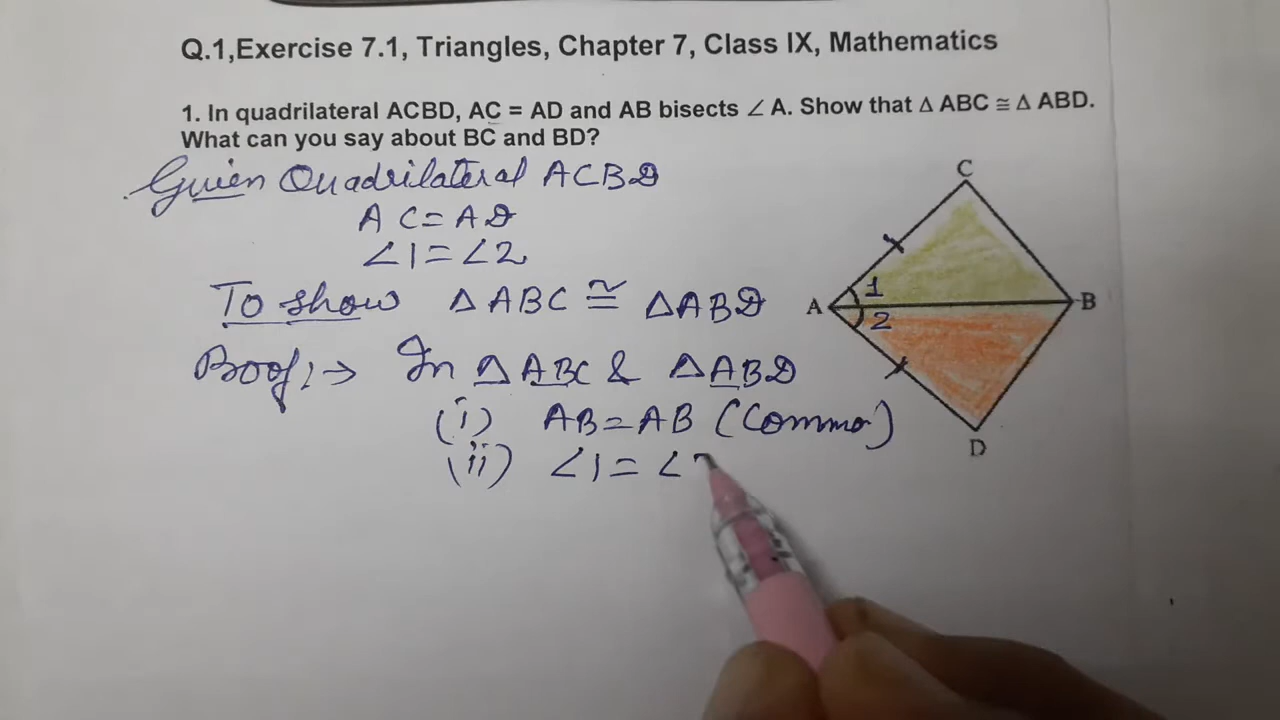 Q.1,Exercise 7.1, Triangles, Chapter 7, Class IX, Mathematics
1. In quadrilateral ACBD, AC = AD and AB bisects ∠ A. Show that Δ ABC ≅ Δ ABD.
What can you say about BC and BD?
Given Quadrilateral ACBD
AC = AD
∠1 = ∠2
To show Δ ABC ≅ Δ ABD
Proof :→ In Δ ABC & Δ ABD
(i) AB = AB (Common)
(ii) ∠1 = ∠
C
A
1
2
B
D